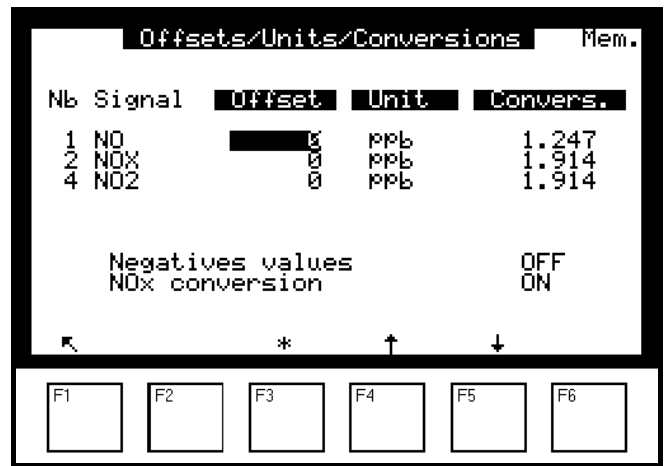 Offsets/Units/Conversions Mem.
Nb Signal Offset Unit Convers.
1 NO 0 ppb 1.247
2 NOX 0 ppb 1.914
4 NO2 0 ppb 1.914
Negatives values OFF
NOx conversion ON
↖ * ↑ ↓
F1 F2 F3 F4 F5 F6